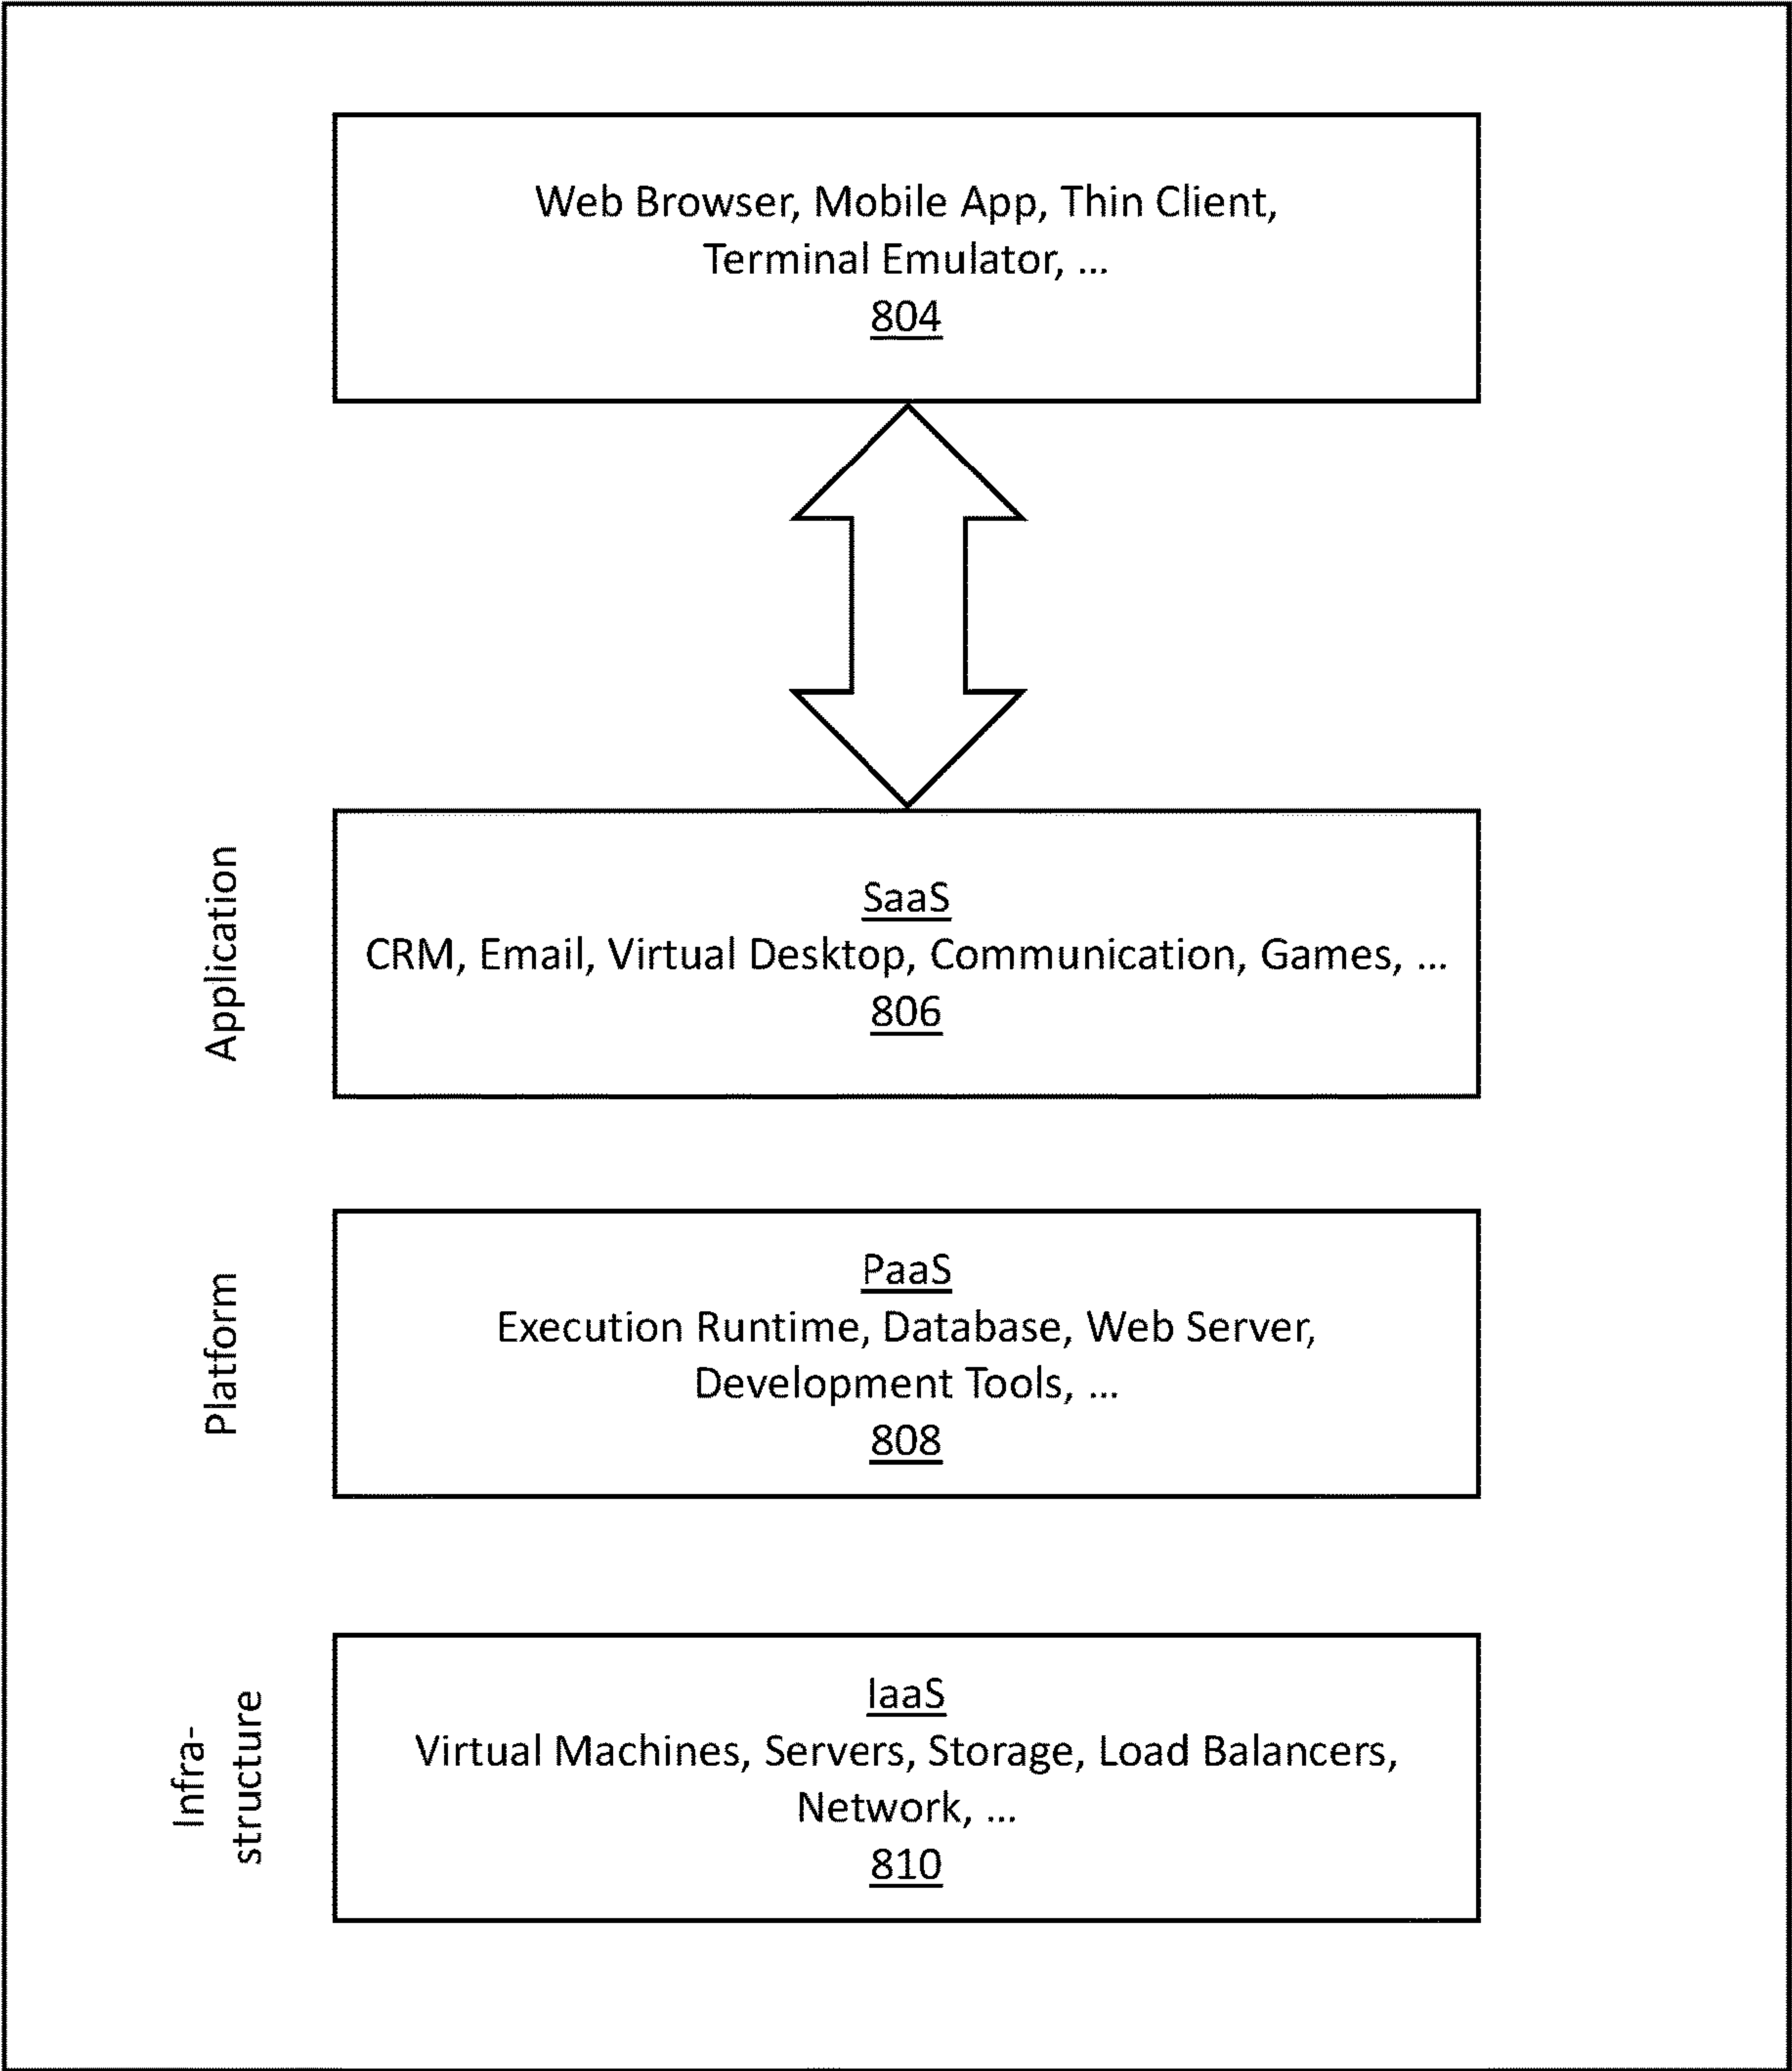 Web Browser, Mobile App, Thin Client,
Terminal Emulator, ...
804
Application
SaaS
CRM, Email, Virtual Desktop, Communication, Games, ...
806
Platform
PaaS
Execution Runtime, Database, Web Server,
Development Tools, ...
808
Infra-
structure
IaaS
Virtual Machines, Servers, Storage, Load Balancers,
Network, ...
810